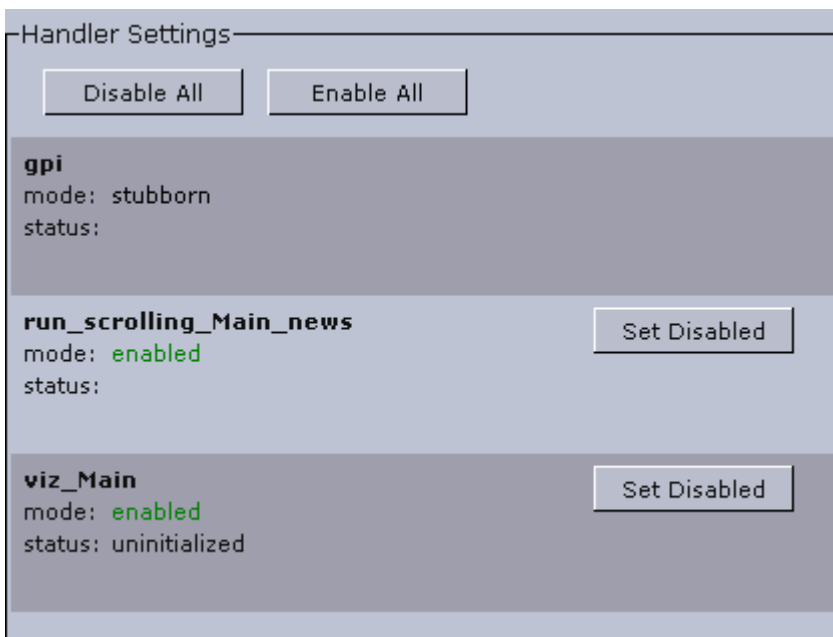 Handler Settings
Disable All Enable All
gpi
mode: stubborn
status:
run_scrolling_Main_news Set Disabled
mode: enabled
status:
viz_Main Set Disabled
mode: enabled
status: uninitialized